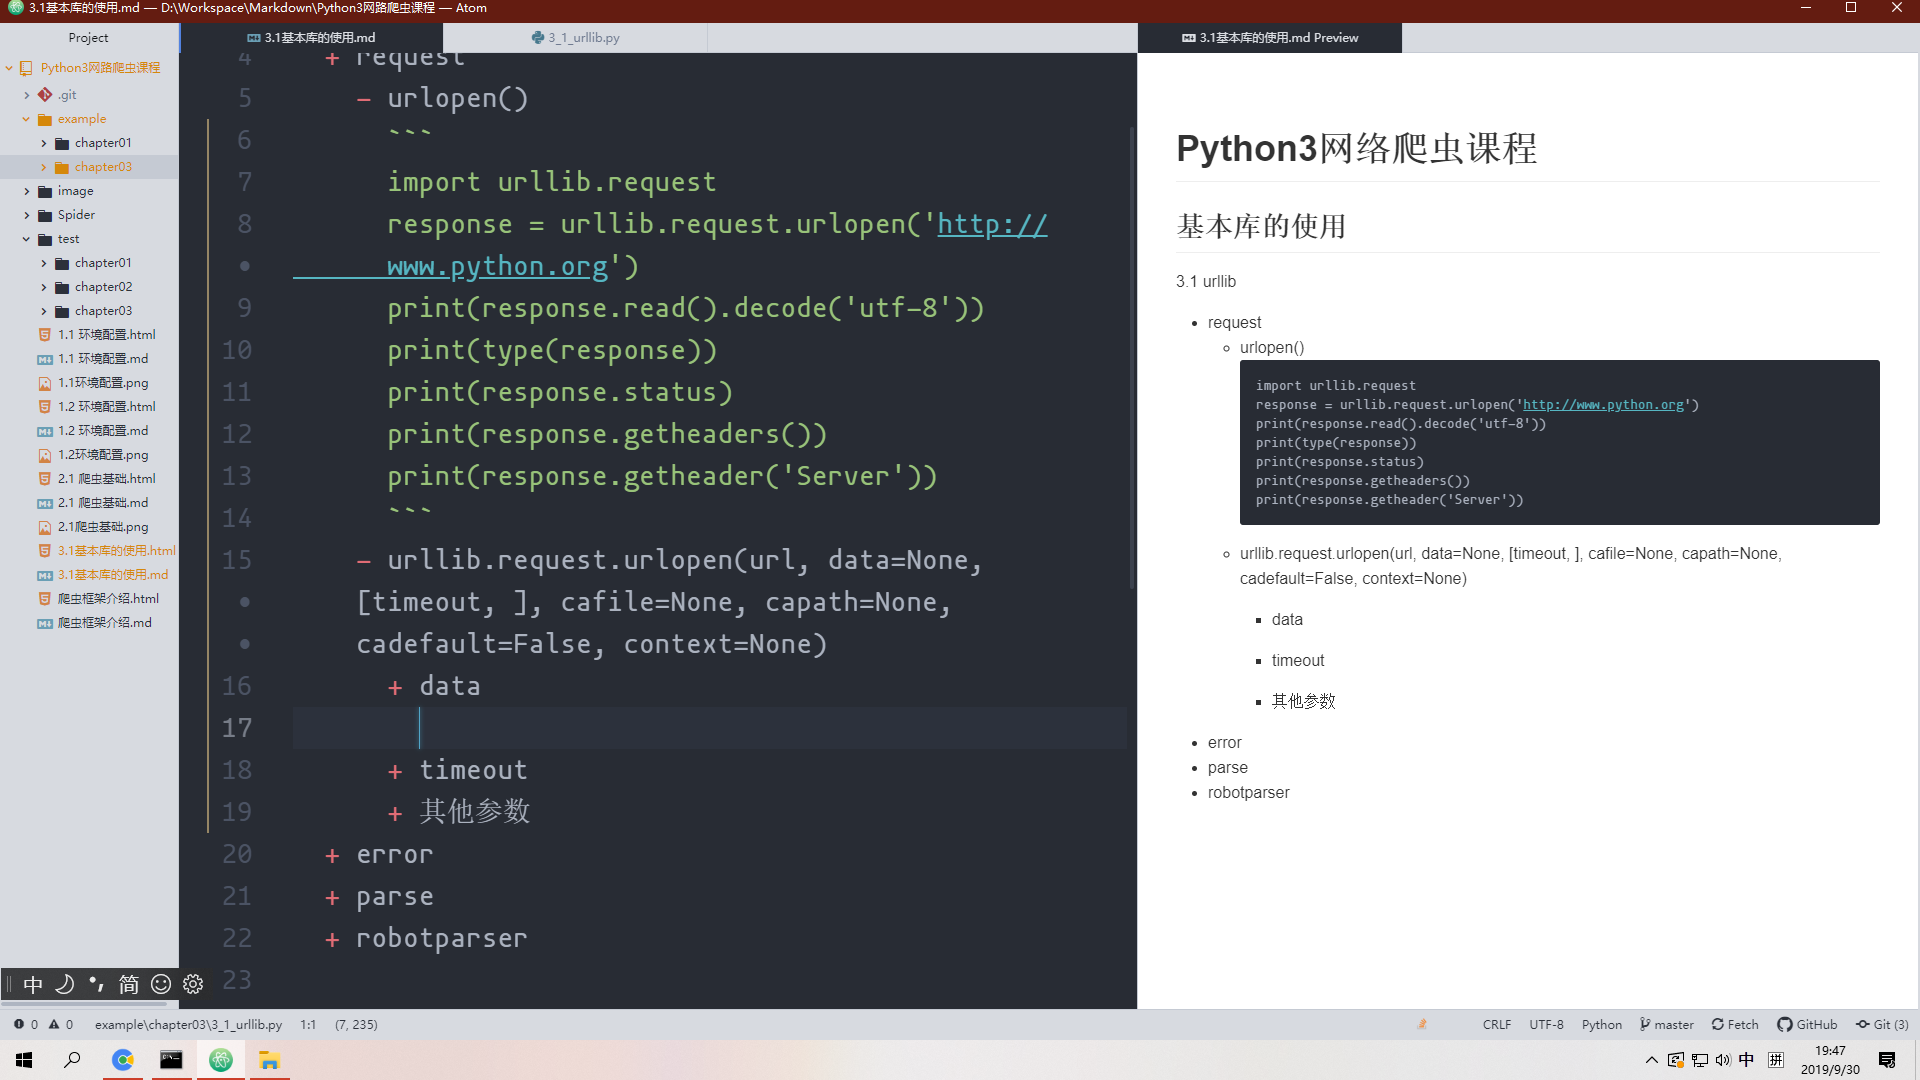 3.1基本库的使用.md — D:\Workspace\Markdown\Python3网路爬虫课程 — Atom
Project
Python3网路爬虫课程
.git
example
chapter01
chapter03
image
Spider
test
chapter01
chapter02
chapter03
1.1 环境配置.html
1.1 环境配置.md
1.1环境配置.png
1.2 环境配置.html
1.2 环境配置.md
1.2环境配置.png
2.1 爬虫基础.html
2.1 爬虫基础.md
2.1爬虫基础.png
3.1基本库的使用.html
3.1基本库的使用.md
爬虫框架介绍.html
爬虫框架介绍.md
3.1基本库的使用.md
3_1_urllib.py
4 + request
5 - urlopen()
6 ```
7 import urllib.request
8 response = urllib.request.urlopen('http://
• www.python.org')
9 print(response.read().decode('utf-8'))
10 print(type(response))
11 print(response.status)
12 print(response.getheaders())
13 print(response.getheader('Server'))
14 ```
15 - urllib.request.urlopen(url, data=None,
• [timeout, ], cafile=None, capath=None,
• cadefault=False, context=None)
16 + data
17
18 + timeout
19 + 其他参数
20 + error
21 + parse
22 + robotparser
23
3.1基本库的使用.md Preview
Python3网络爬虫课程
基本库的使用
3.1 urllib
• request
◦ urlopen()
import urllib.request
response = urllib.request.urlopen('http://www.python.org')
print(response.read().decode('utf-8'))
print(type(response))
print(response.status)
print(response.getheaders())
print(response.getheader('Server'))
◦ urllib.request.urlopen(url, data=None, [timeout, ], cafile=None, capath=None,
cadefault=False, context=None)
▪ data
▪ timeout
▪ 其他参数
• error
• parse
• robotparser
中 简
0 0 example\chapter03\3_1_urllib.py 1:1 (7, 235)
CRLF UTF-8 Python master Fetch GitHub Git (3)
中 拼
19:47
2019/9/30